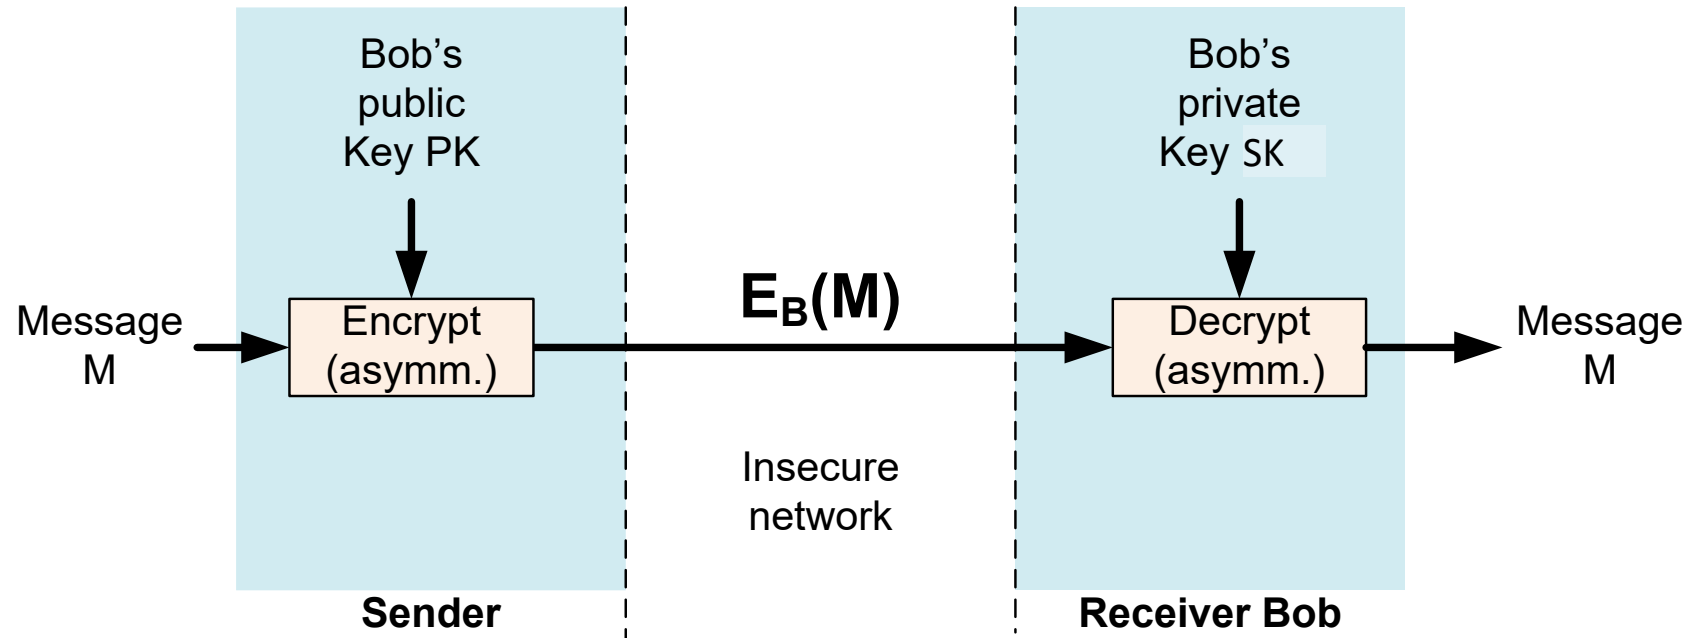 Bob’s
public
Key PK
Bob’s
private
Key SK
Message
M
Encrypt
(asymm.)
E_B(M)
Decrypt
(asymm.)
Message
M
Insecure
network
Sender
Receiver Bob